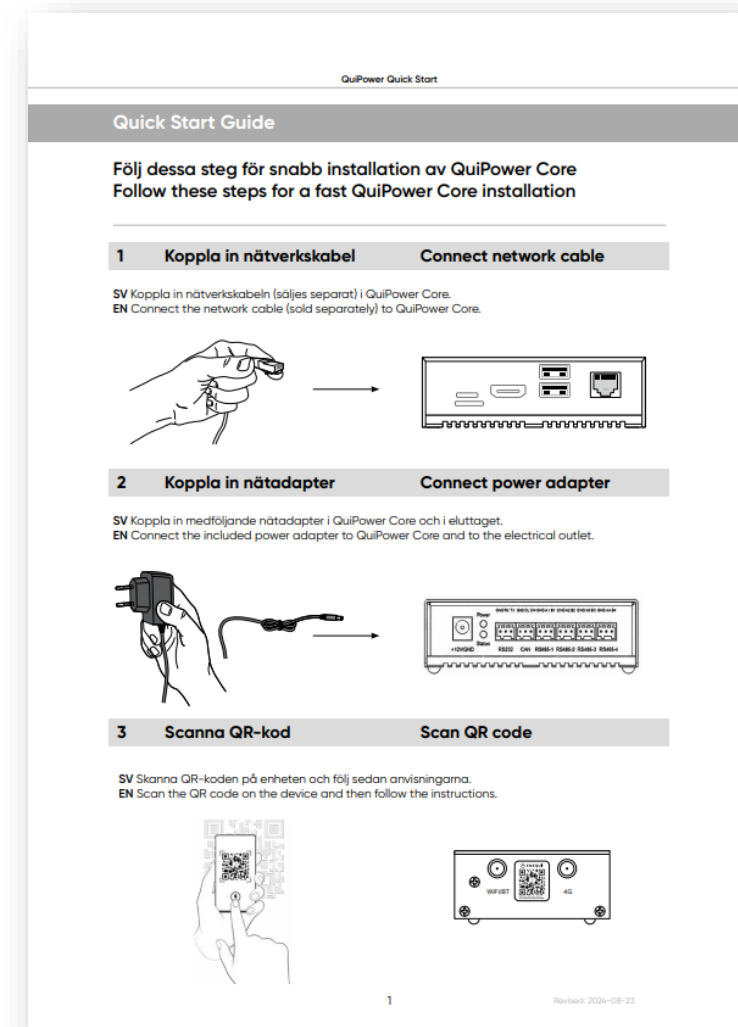 QuiPower Quick Start
Quick Start Guide
Följ dessa steg för snabb installation av QuiPower Core
Follow these steps for a fast QuiPower Core installation
1 Koppla in nätverkskabel Connect network cable
SV Koppla in nätverkskabeln (säljes separat) i QuiPower Core.
EN Connect the network cable (sold separately) to QuiPower Core.
2 Koppla in nätadapter Connect power adapter
SV Koppla in medföljande nätadapter i QuiPower Core och i eluttaget.
EN Connect the included power adapter to QuiPower Core and to the electrical outlet.
Power
Status
+12V/GND RS232 CAN RS485-1 RS485-2 RS485-3 RS485-4
3 Scanna QR-kod Scan QR code
SV Skanna QR-koden på enheten och följ sedan anvisningarna.
EN Scan the QR code on the device and then follow the instructions.
WiFi/BT 4G
1 Revised: 2024-08-23